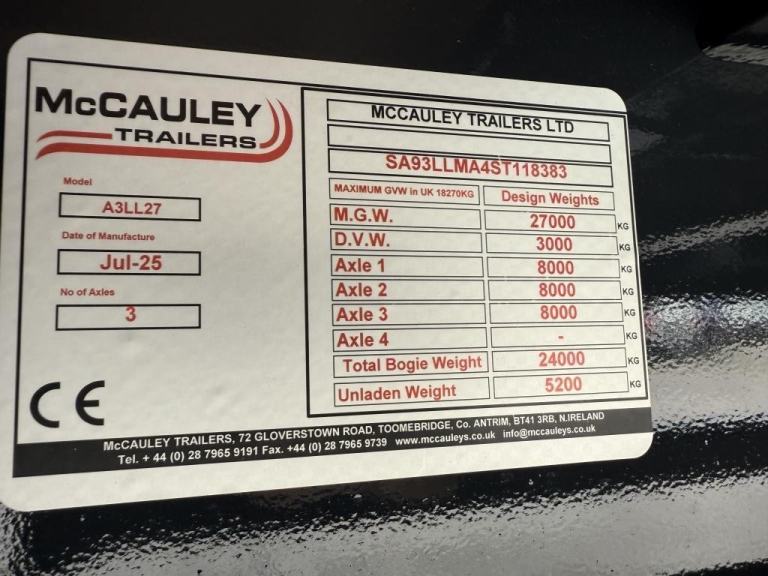 McCAULEY
TRAILERS
Model
A3LL27
Date of Manufacture
Jul-25
No of Axles
3
CE
MCCAULEY TRAILERS LTD
SA93LLMA4ST118383
MAXIMUM GVW in UK 18270KG Design Weights
M.G.W. 27000 KG
D.V.W. 3000 KG
Axle 1 8000 KG
Axle 2 8000 KG
Axle 3 8000 KG
Axle 4 - KG
Total Bogie Weight 24000 KG
Unladen Weight 5200 KG
McCAULEY TRAILERS, 72 GLOVERSTOWN ROAD, TOOMEBRIDGE, Co. ANTRIM, BT41 3RB, N.IRELAND
Tel. + 44 (0) 28 7965 9191 Fax. +44 (0) 28 7965 9739 www.mccauleys.co.uk info@mccauleys.co.uk